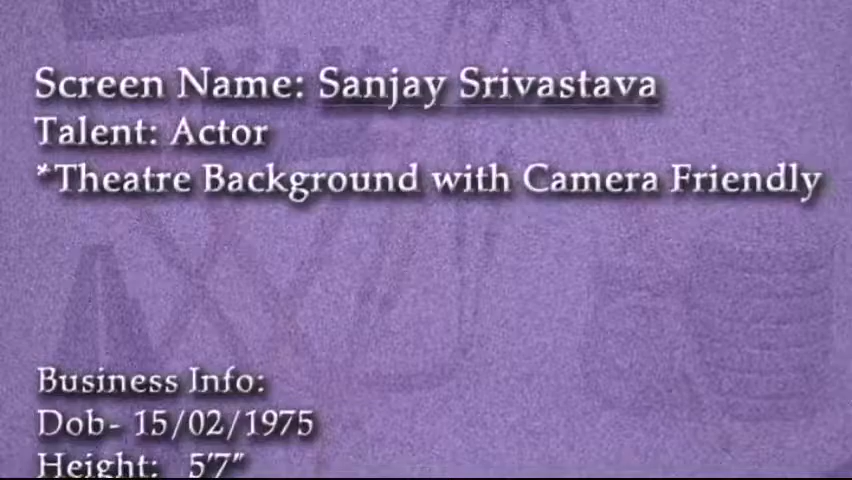 Screen Name: Sanjay Srivastava
Talent: Actor
*Theatre Background with Camera Friendly
Business Info:
Dob- 15/02/1975
Height: 5'7"